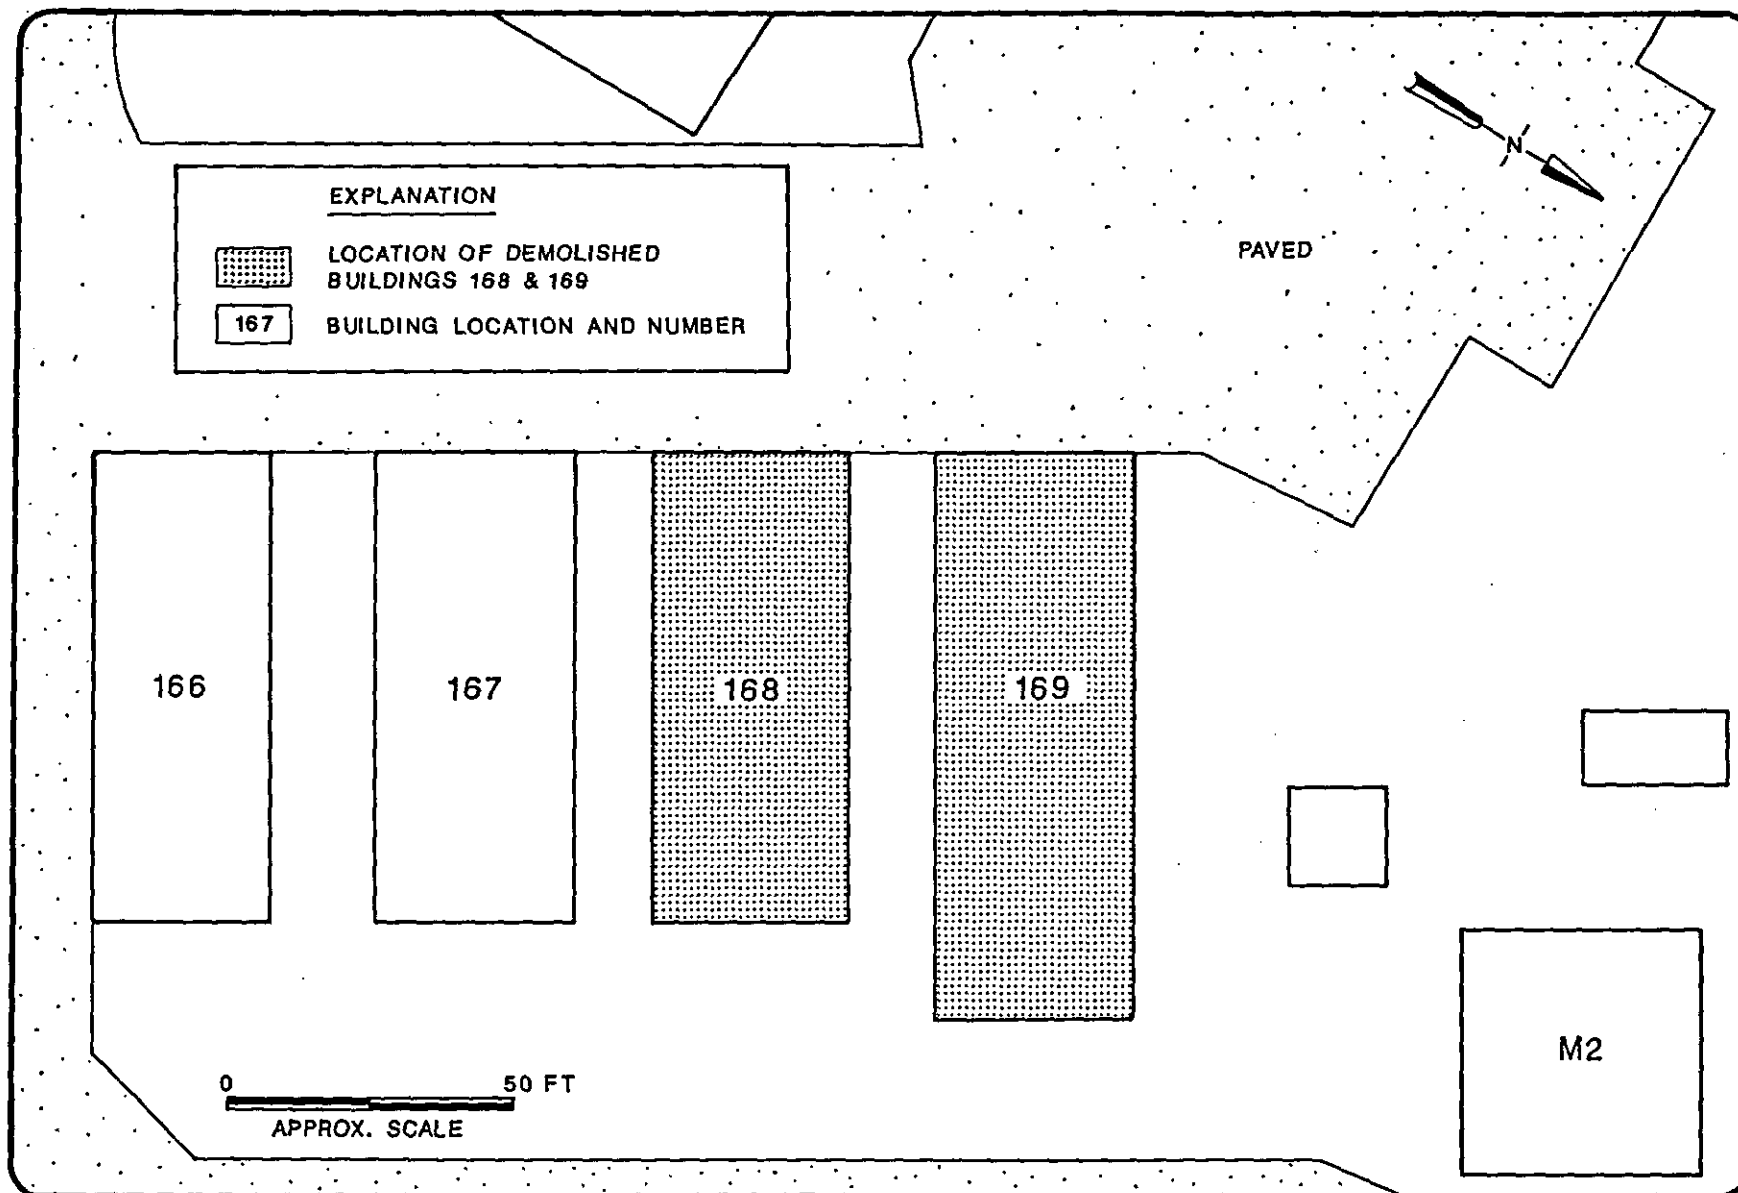 N
EXPLANATION
LOCATION OF DEMOLISHED
BUILDINGS 168 & 169
167 BUILDING LOCATION AND NUMBER
PAVED
166
167
168
169
M2
0 50 FT
APPROX. SCALE